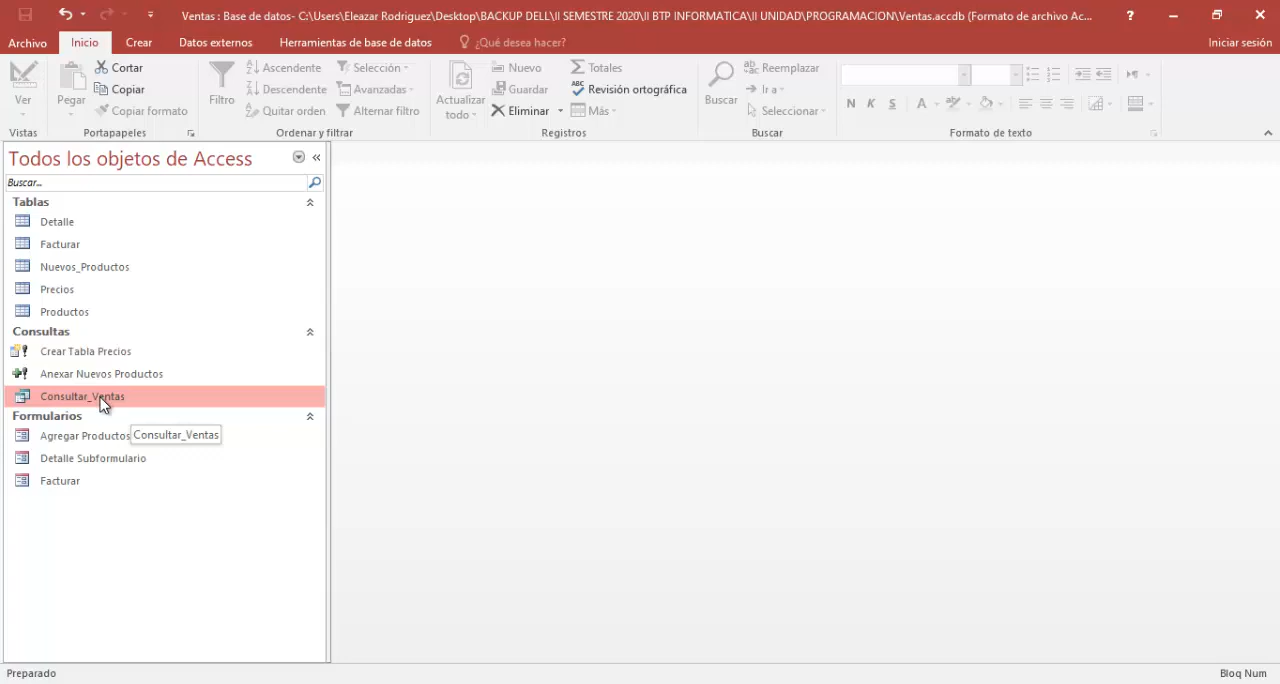 Ventas : Base de datos- C:\Users\Eleazar Rodriguez\Desktop\BACKUP DELL\II SEMESTRE 2020\II BTP INFORMATICA\II UNIDAD\PROGRAMACION\Ventas.accdb (Formato de archivo Ac...
?
Archivo Inicio Crear Datos externos Herramientas de base de datos ¿Qué desea hacer? Iniciar sesión
Ver
Vistas
Pegar
Cortar
Copiar
Copiar formato
Portapapeles
Filtro
Ascendente
Descendente
Quitar orden
Selección
Avanzadas
Alternar filtro
Ordenar y filtrar
Actualizar
todo
Nuevo
Guardar
Eliminar
Totales
Revisión ortográfica
Más
Registros
Buscar
Reemplazar
Ir a
Seleccionar
Buscar
N K S A
Formato de texto
Todos los objetos de Access
Buscar...
Tablas
Detalle
Facturar
Nuevos_Productos
Precios
Productos
Consultas
Crear Tabla Precios
Anexar Nuevos Productos
Consultar_Ventas
Formularios
Agregar Productos
Consultar_Ventas
Detalle Subformulario
Facturar
Preparado
Bloq Num